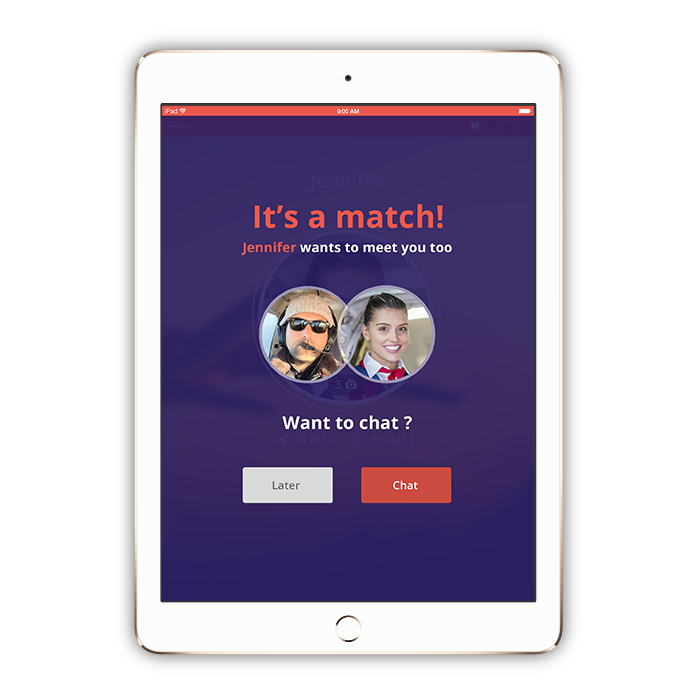 iPad 9:00 AM
Jennifer
It's a match!
Jennifer wants to meet you too
3
Want to chat ?
24 miles 12 mins
Later Chat